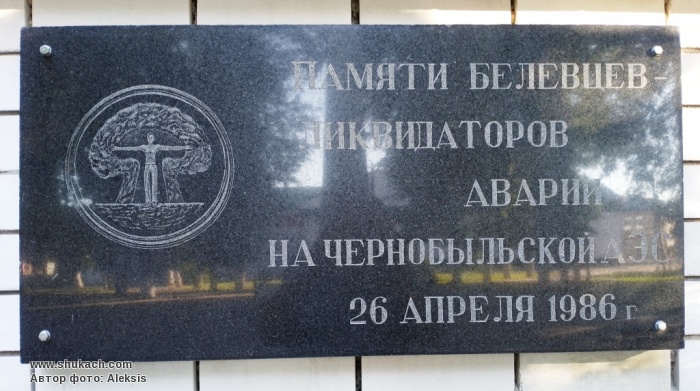 ПАМЯТИ БЕЛЕВЦЕВ-
ЛИКВИДАТОРОВ
АВАРИИ
НА ЧЕРНОБЫЛЬСКОЙ АЭС
26 АПРЕЛЯ 1986 г
www.shukach.com
Автор фото: Aleksis